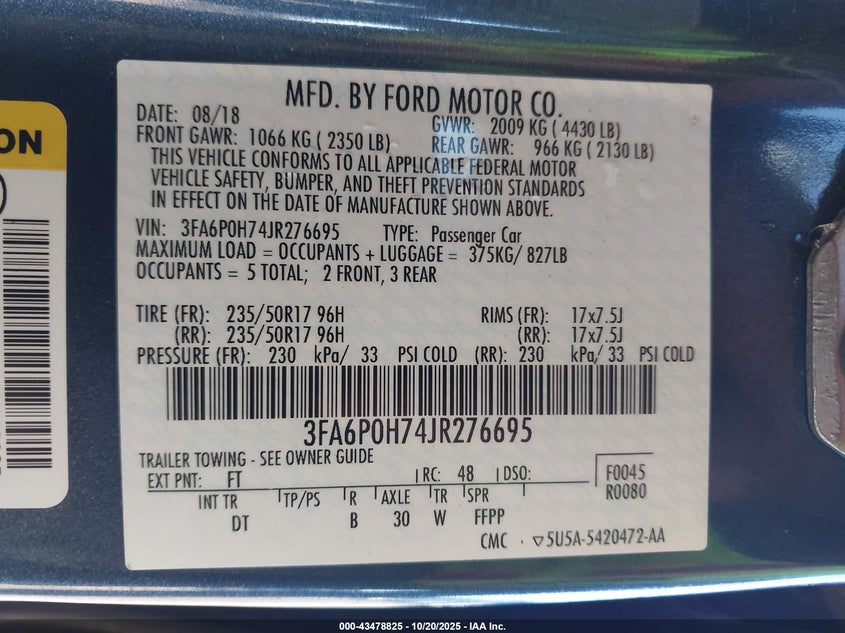 MFD. BY FORD MOTOR CO.
DATE: 08/18 GVWR: 2009 KG ( 4430 LB)
FRONT GAWR: 1066 KG ( 2350 LB) REAR GAWR: 966 KG ( 2130 LB)
THIS VEHICLE CONFORMS TO ALL APPLICABLE FEDERAL MOTOR
VEHICLE SAFETY, BUMPER, AND THEFT PREVENTION STANDARDS
IN EFFECT ON THE DATE OF MANUFACTURE SHOWN ABOVE.
VIN: 3FA6P0H74JR276695 TYPE: Passenger Car
MAXIMUM LOAD = OCCUPANTS + LUGGAGE = 375KG/ 827LB
OCCUPANTS = 5 TOTAL; 2 FRONT, 3 REAR
TIRE (FR): 235/50R17 96H RIMS (FR): 17x7.5J
(RR): 235/50R17 96H (RR): 17x7.5J
PRESSURE (FR): 230 kPa/ 33 PSI COLD (RR): 230 kPa/ 33 PSI COLD
3FA6P0H74JR276695
TRAILER TOWING - SEE OWNER GUIDE
EXT PNT: FT RC: 48 DSO: F0045
R0080
INT TR TP/PS R AXLE TR SPR
DT B 30 W FFPP
CMC ▽5U5A-5420472-AA
ON
000-43478825 - 10/20/2025 - IAA Inc.